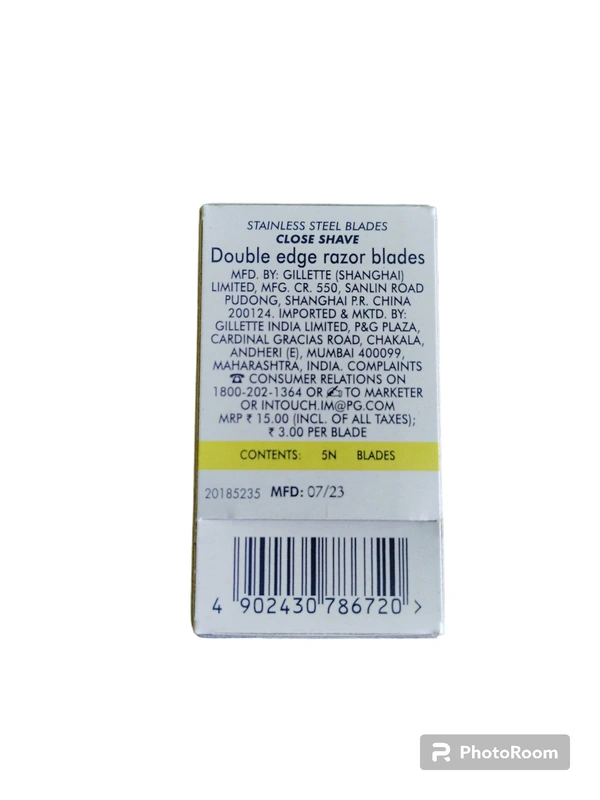 STAINLESS STEEL BLADES
CLOSE SHAVE
Double edge razor blades
MFD. BY: GILLETTE (SHANGHAI)
LIMITED, MFG. CR. 550, SANLIN ROAD
PUDONG, SHANGHAI P.R. CHINA
200124. IMPORTED & MKTD. BY:
GILLETTE INDIA LIMITED, P&G PLAZA,
CARDINAL GRACIAS ROAD, CHAKALA,
ANDHERI (E), MUMBAI 400099,
MAHARASHTRA, INDIA. COMPLAINTS
☎ CONSUMER RELATIONS ON
1800-202-1364 OR ✍ TO MARKETER
OR INTOUCH.IM@PG.COM
MRP ₹ 15.00 (INCL. OF ALL TAXES);
₹ 3.00 PER BLADE
CONTENTS: 5N BLADES
20185235 MFD: 07/23
4 902430 786720 >
PhotoRoom